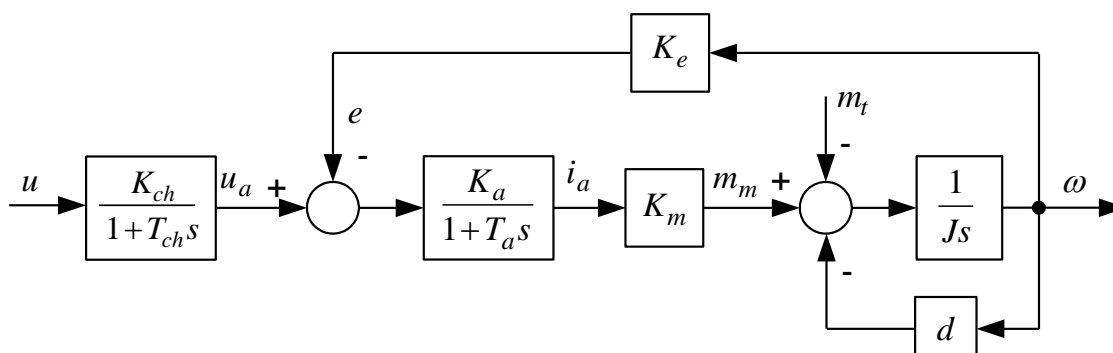 K_e
e
m_t
-
-
u
K_ch
1+T_ch s
u_a
+
K_a
1+T_a s
i_a
K_m
m_m
+
1
Js
ω
-
d